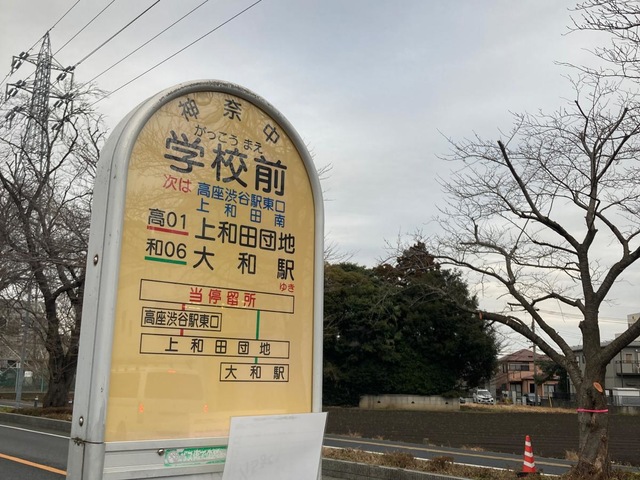 神奈中
がっこう まえ
学校前
次は 高座渋谷駅東口
上和田南
高01 上和田団地
和06 大和駅
ゆき
当停留所
高座渋谷駅東口
上和田団地
大和駅